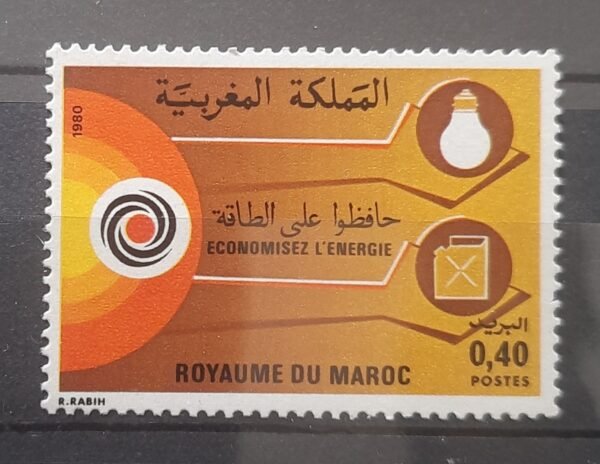 المملكة المغربية
1980
حافظوا على الطاقة
ECONOMISEZ L'ENERGIE
البريد
0,40
POSTES
ROYAUME DU MAROC
R.RABIH